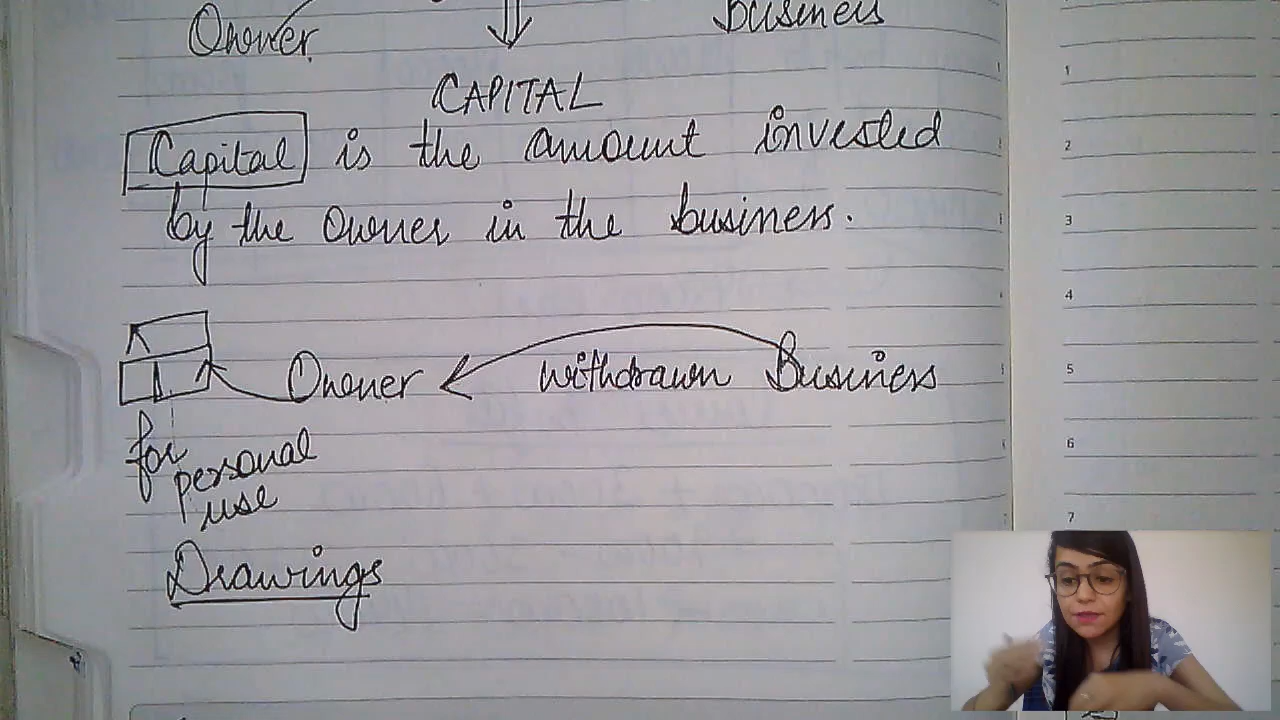 Owner Business
CAPITAL
Capital is the amount invested
by the owner in the business.
Owner withdrawn Business
for
personal
use
Drawings
1
2
3
4
5
6
7